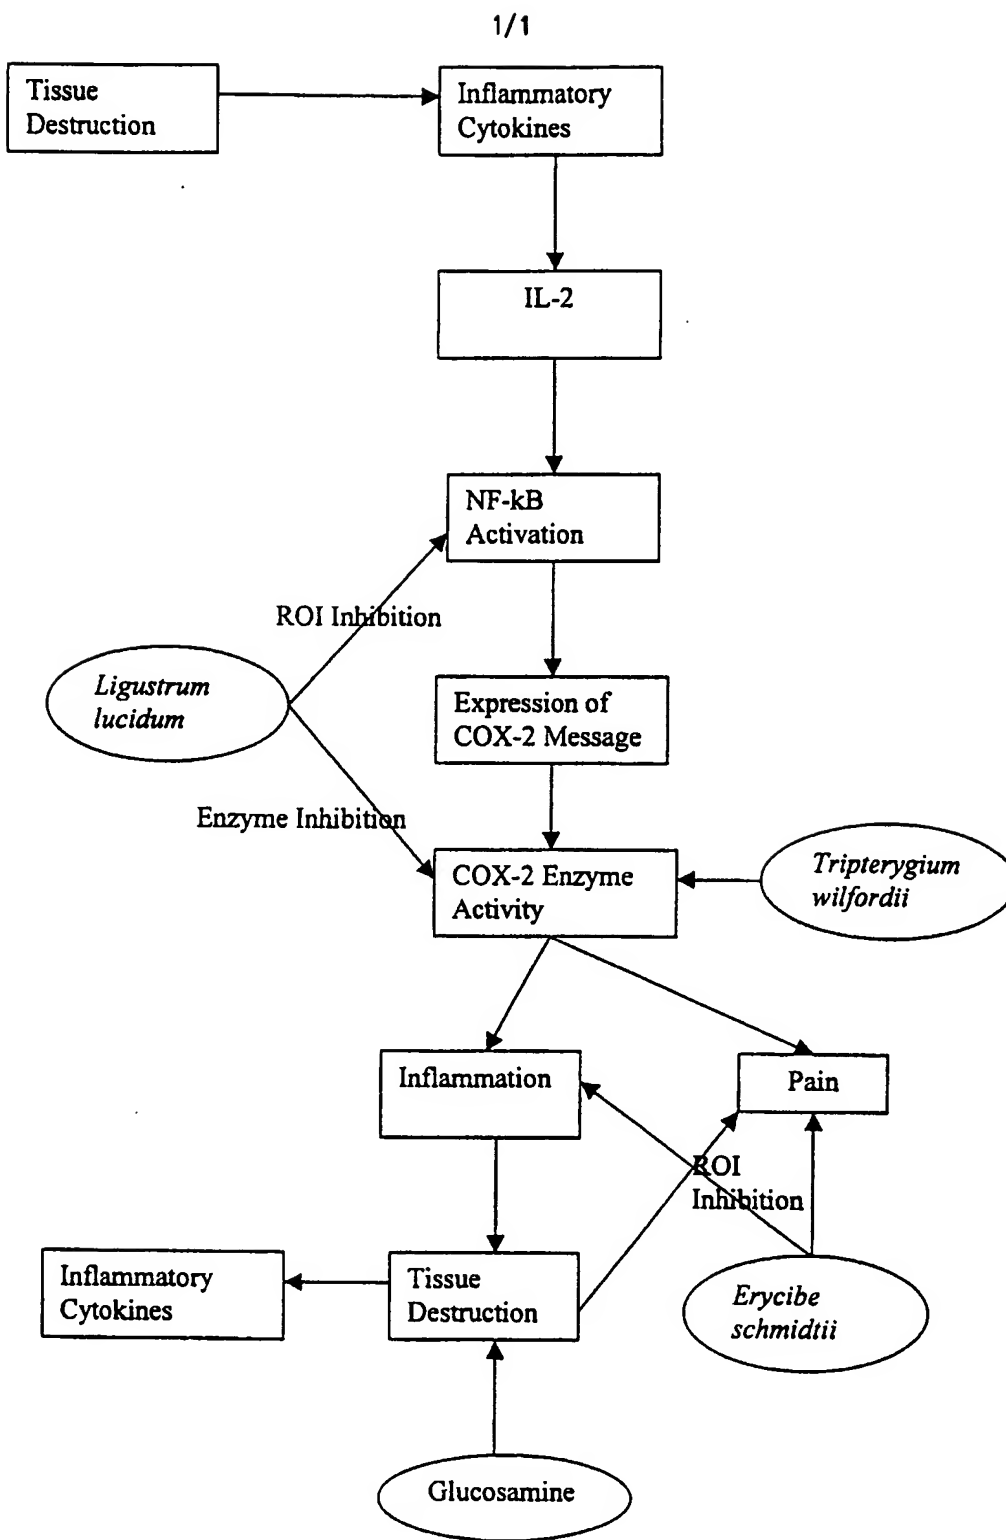 1/1
Tissue
Destruction
Inflammatory
Cytokines
IL-2
NF-kB
Activation
ROI Inhibition
Ligustrum
lucidum
Expression of
COX-2 Message
Enzyme Inhibition
COX-2 Enzyme
Activity
Tripterygium
wilfordii
Inflammation
Pain
ROI
Inhibition
Inflammatory
Cytokines
Tissue
Destruction
Erycibe
schmidtii
Glucosamine